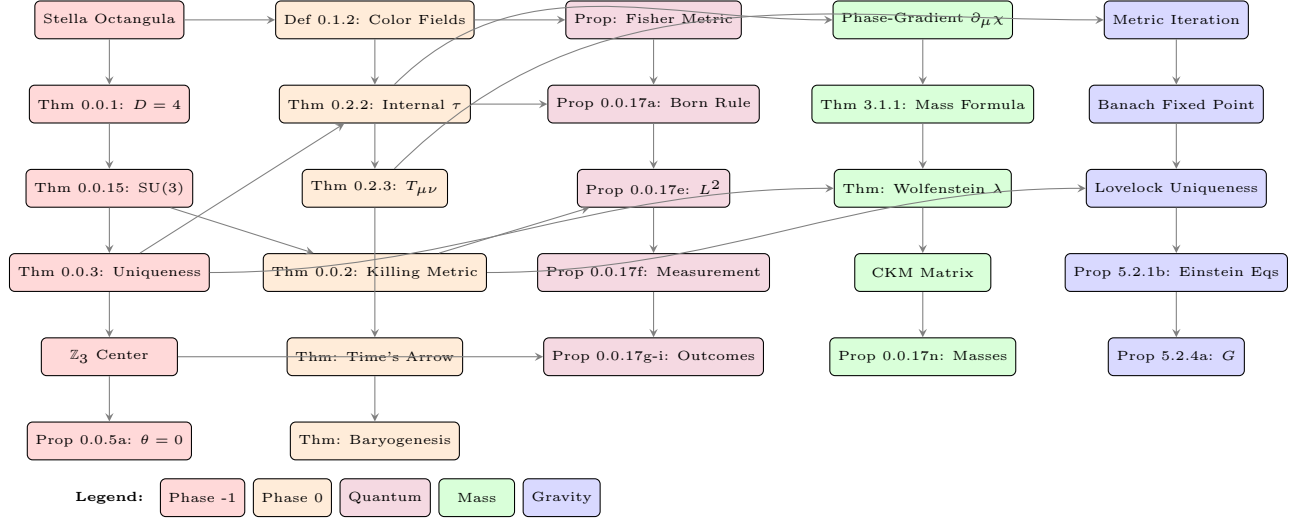 Stella Octangula
Def 0.1.2: Color Fields
Prop: Fisher Metric
Phase-Gradient ∂μχ
Metric Iteration
Thm 0.0.1: D = 4
Thm 0.2.2: Internal τ
Prop 0.0.17a: Born Rule
Thm 3.1.1: Mass Formula
Banach Fixed Point
Thm 0.0.15: SU(3)
Thm 0.2.3: Tμν
Prop 0.0.17e: L²
Thm: Wolfenstein λ
Lovelock Uniqueness
Thm 0.0.3: Uniqueness
Thm 0.0.2: Killing Metric
Prop 0.0.17f: Measurement
CKM Matrix
Prop 5.2.1b: Einstein Eqs
ℤ₃ Center
Thm: Time's Arrow
Prop 0.0.17g-i: Outcomes
Prop 0.0.17n: Masses
Prop 5.2.4a: G
Prop 0.0.5a: θ = 0
Thm: Baryogenesis
Legend: Phase -1 Phase 0 Quantum Mass Gravity